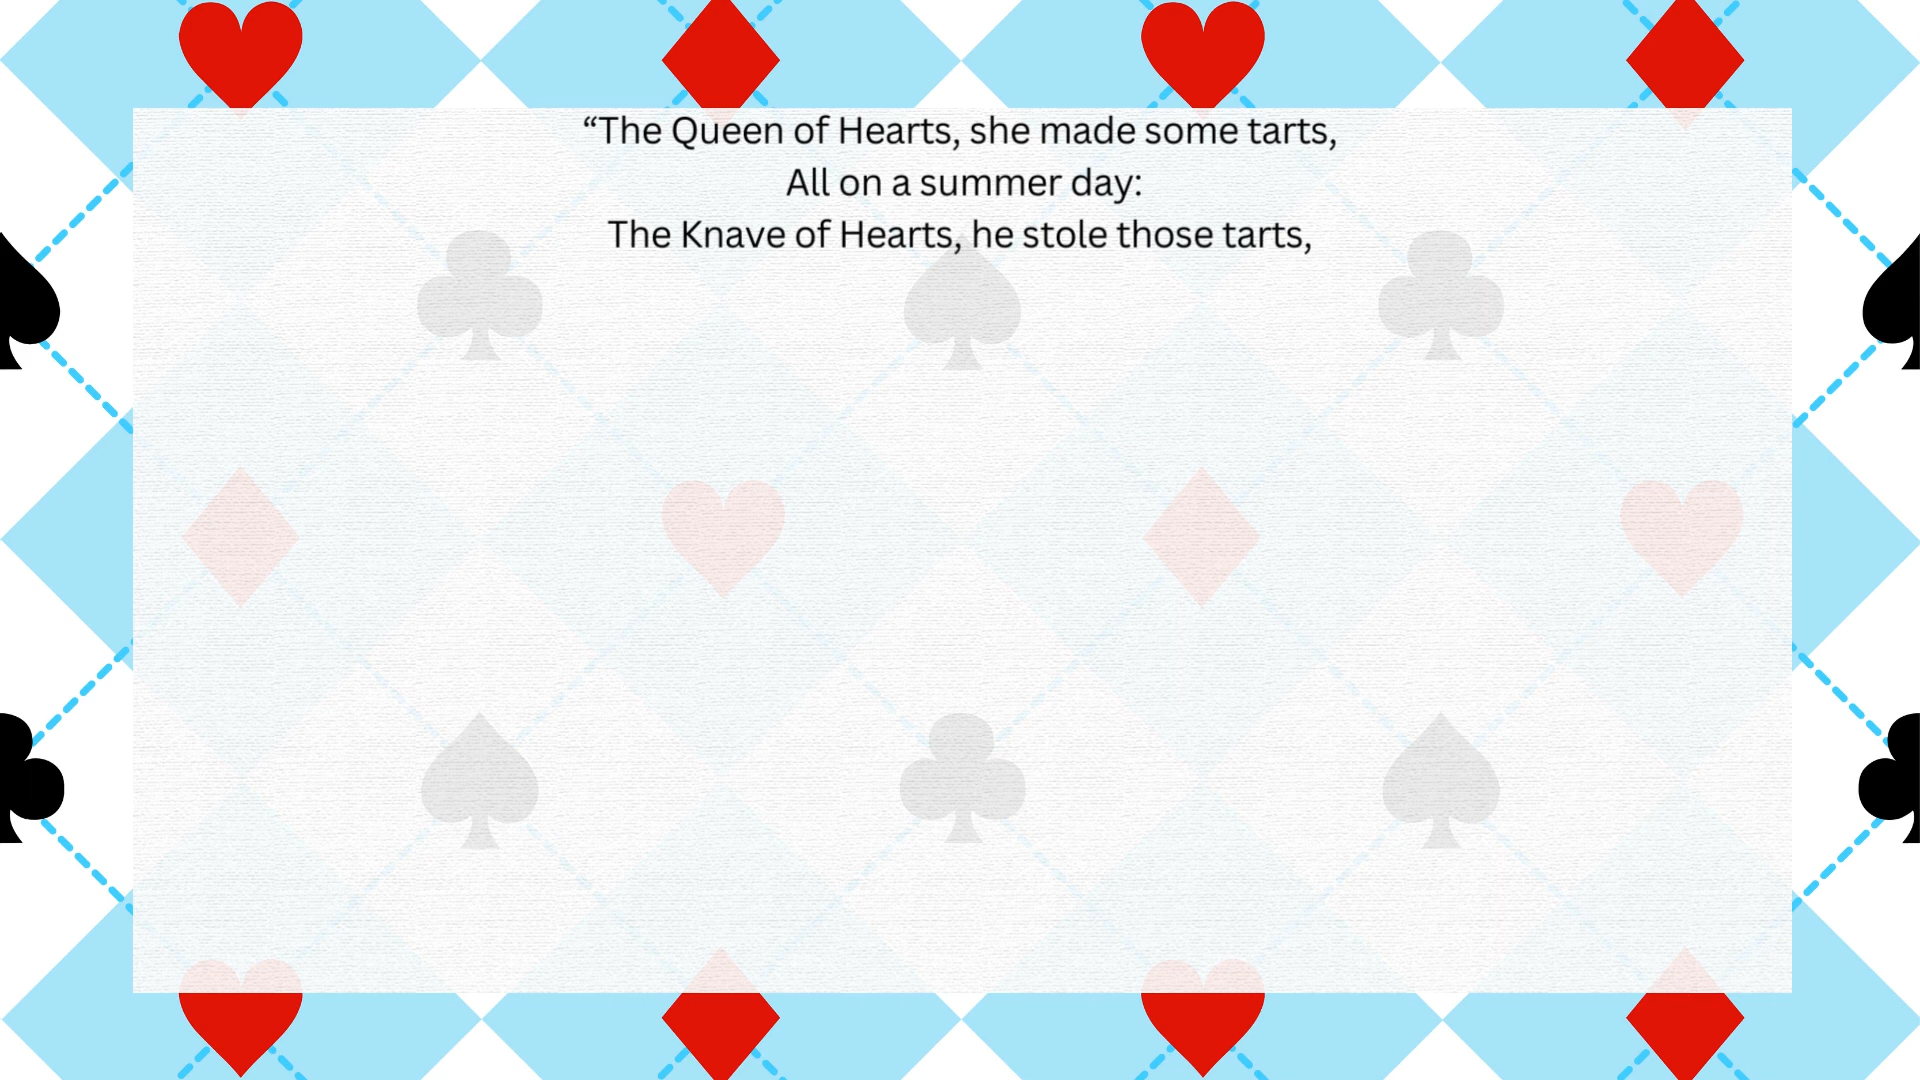 “The Queen of Hearts, she made some tarts,
All on a summer day:
The Knave of Hearts, he stole those tarts,